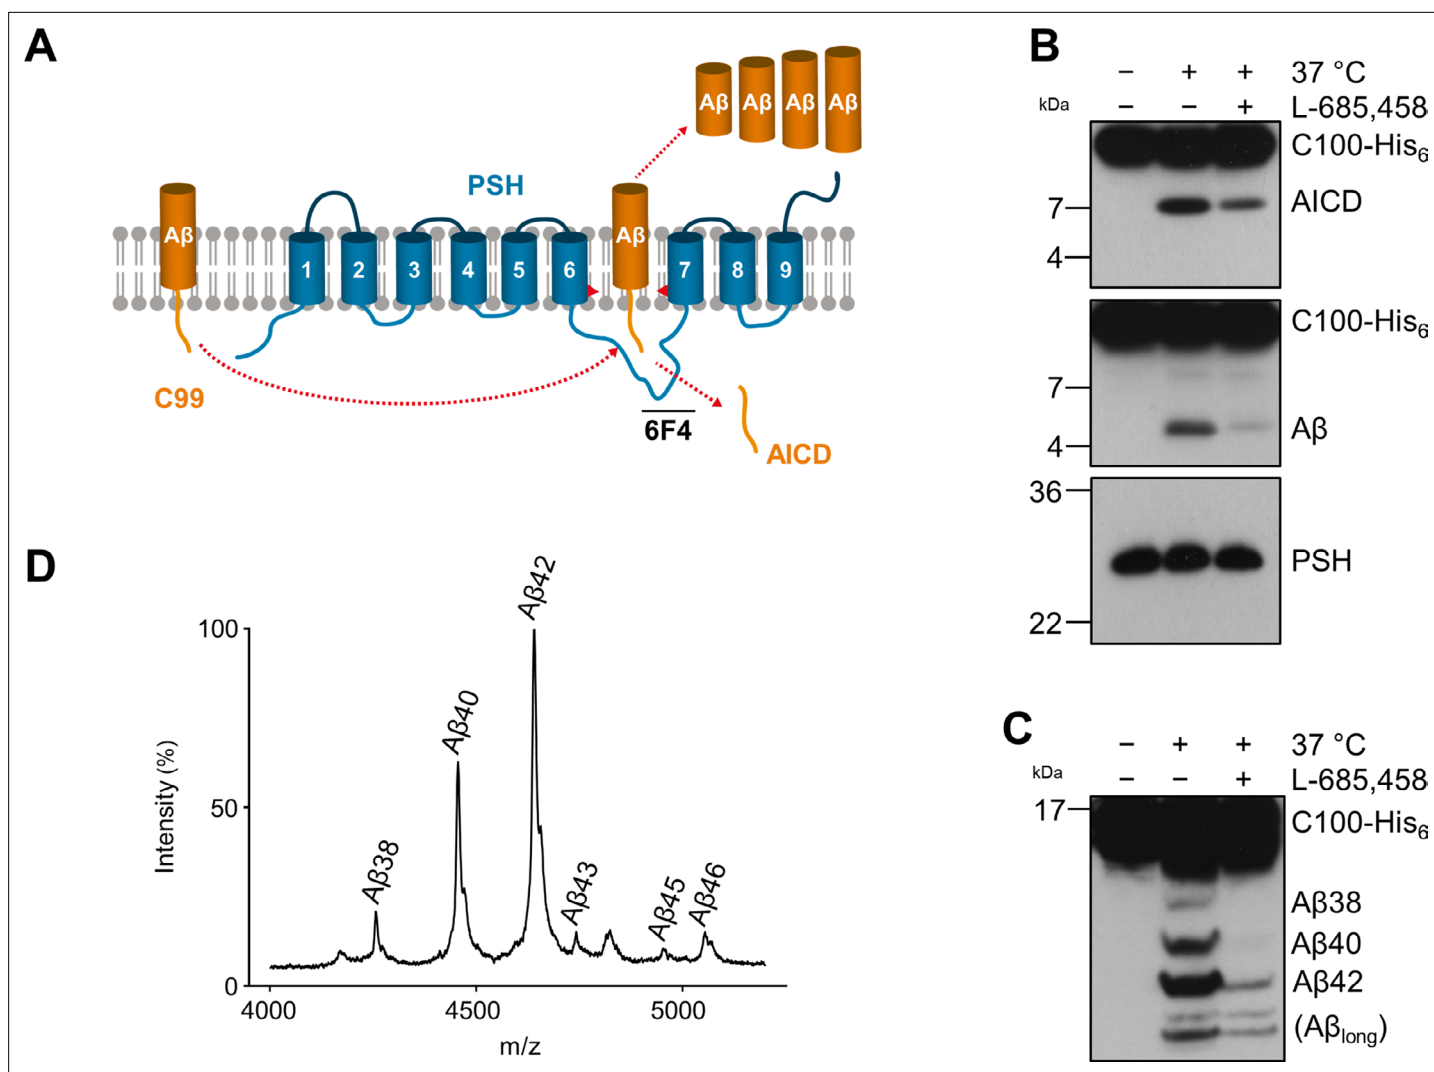 A
Aβ Aβ Aβ Aβ
PSH
Aβ
Aβ
1 2 3 4 5 6 7 8 9
C99
6F4
AICD
B
– + + 37 °C
kDa – – + L-685,458
C100-His6
7 AICD
4
C100-His6
7
4 Aβ
36
PSH
22
C
– + + 37 °C
kDa – – + L-685,458
17 C100-His6
Aβ38
Aβ40
Aβ42
(Aβlong)
D
Intensity (%)
100
50
0
Aβ38
Aβ40
Aβ42
Aβ43
Aβ45
Aβ46
4000 4500 5000
m/z